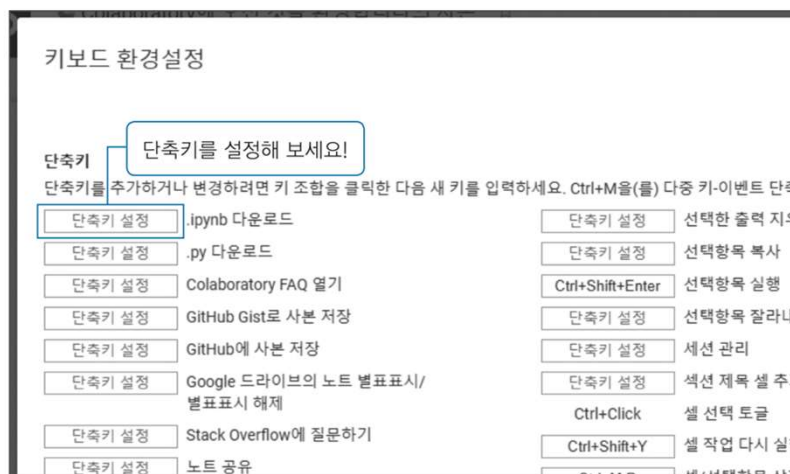 키보드 환경설정
단축키를 설정해 보세요!
단축키
단축키를 추가하거나 변경하려면 키 조합을 클릭한 다음 새 키를 입력하세요. Ctrl+M을(를) 다중 키-이벤트
단축키 설정 .ipynb 다운로드
단축키 설정 .py 다운로드
단축키 설정 Colaboratory FAQ 열기
단축키 설정 GitHub Gist로 사본 저장
단축키 설정 GitHub에 사본 저장
단축키 설정 Google 드라이브의 노트 별표표시/
별표표시 해제
단축키 설정 Stack Overflow에 질문하기
단축키 설정 노트 공유
단축키 설정 선택한 출력
단축키 설정 선택항목 복사
Ctrl+Shift+Enter 선택항목 실행
단축키 설정 선택항목
단축키 설정 세션 관리
단축키 설정 섹션 제목 셀
Ctrl+Click 셀 선택 토글
Ctrl+Shift+Y 셀 작업 다시